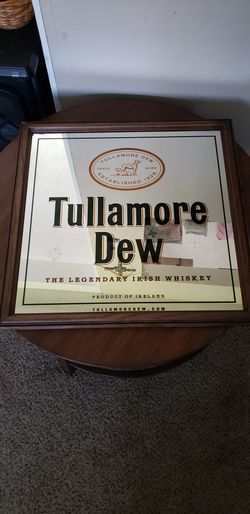 TULLAMORE DEW
TRADE MARK
ESTABLISHED 1829
Tullamore
Dew
THE LEGENDARY IRISH WHISKEY
PRODUCT OF IRELAND
TULLAMOREDEW.COM